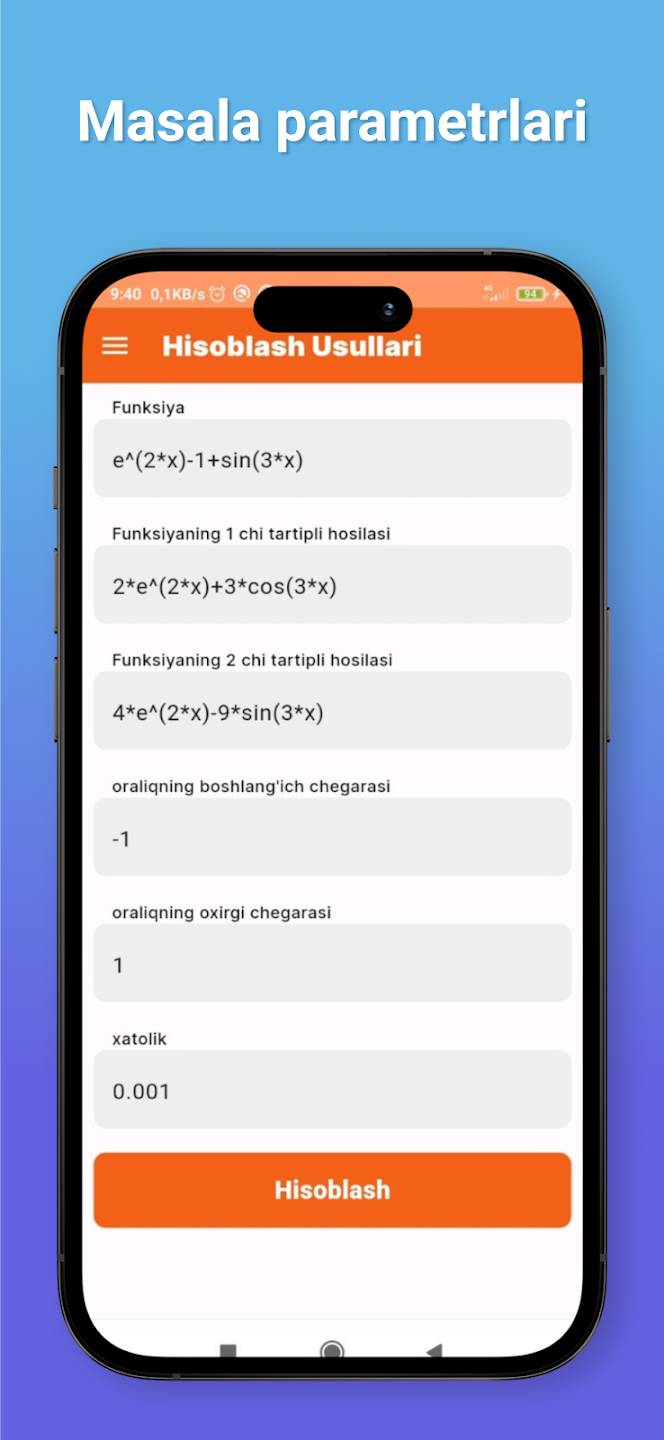 Masala parametrlari
9:40 0,1KB/s
4G
94
Hisoblash Usullari
Funksiya
e^(2*x)-1+sin(3*x)
Funksiyaning 1 chi tartipli hosilasi
2*e^(2*x)+3*cos(3*x)
Funksiyaning 2 chi tartipli hosilasi
4*e^(2*x)-9*sin(3*x)
oraliqning boshlang'ich chegarasi
-1
oraliqning oxirgi chegarasi
1
xatolik
0.001
Hisoblash